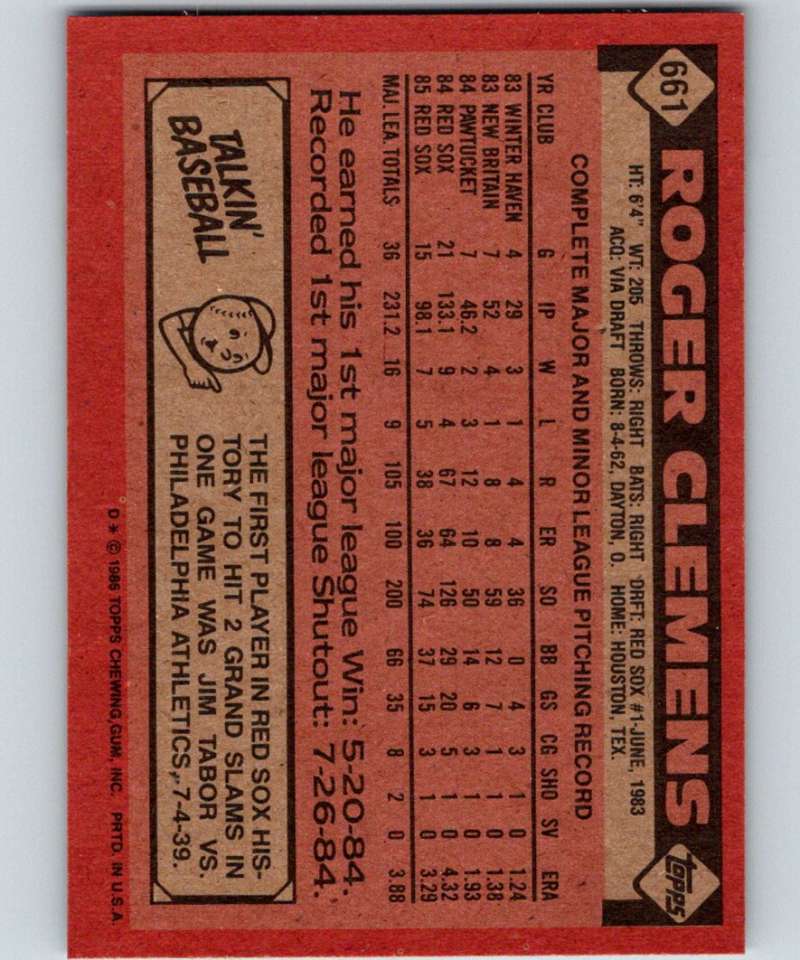 661
ROGER CLEMENS
topps
HT: 6'4" WT: 205 THROWS: RIGHT BATS: RIGHT DRFT: RED SOX #1-JUNE, 1983
ACQ: VIA DRAFT BORN: 8-4-62, DAYTON, O. HOME: HOUSTON, TEX.
COMPLETE MAJOR AND MINOR LEAGUE PITCHING RECORD
YR CLUB G IP W L R ER SO BB GS CG SHO SV ERA
83 WINTER HAVEN 4 29 3 1 4 4 36 0 4 3 1 0 1.24
83 NEW BRITAIN 7 52 4 1 8 8 59 12 7 1 1 0 1.38
84 PAWTUCKET 7 46.2 2 3 12 10 50 14 6 3 1 0 1.93
84 RED SOX 21 133.1 9 4 67 64 126 29 20 5 1 0 4.32
85 RED SOX 15 98.1 7 5 38 36 74 37 15 3 1 0 3.29
MAJ. LEA. TOTALS 36 231.2 16 9 105 100 200 66 35 8 2 0 3.88
He earned his 1st major league Win: 5-20-84.
Recorded 1st major league Shutout: 7-26-84.
TALKIN'
BASEBALL
THE FIRST PLAYER IN RED SOX HIS-
TORY TO HIT 2 GRAND SLAMS IN
ONE GAME WAS JIM TABOR VS.
PHILADELPHIA ATHLETICS, 7-4-39.
D* © 1986 TOPPS CHEWING GUM, INC. PRTD. IN U.S.A.